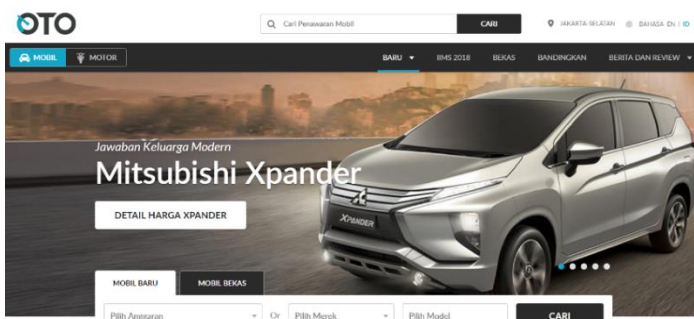 OTO
Cari Penawaran Mobil
CARI
JAKARTA SELATAN
BAHASA EN | ID
MOBIL
MOTOR
BARU
IIMS 2018
BEKAS
BANDINGKAN
BERITA DAN REVIEW
Jawaban Keluarga Modern
Mitsubishi Xpander
DETAIL HARGA XPANDER
XPANDER
MOBIL BARU
MOBIL BEKAS
Pilih Anggaran
Or
Pilih Merek
Pilih Model
CARI